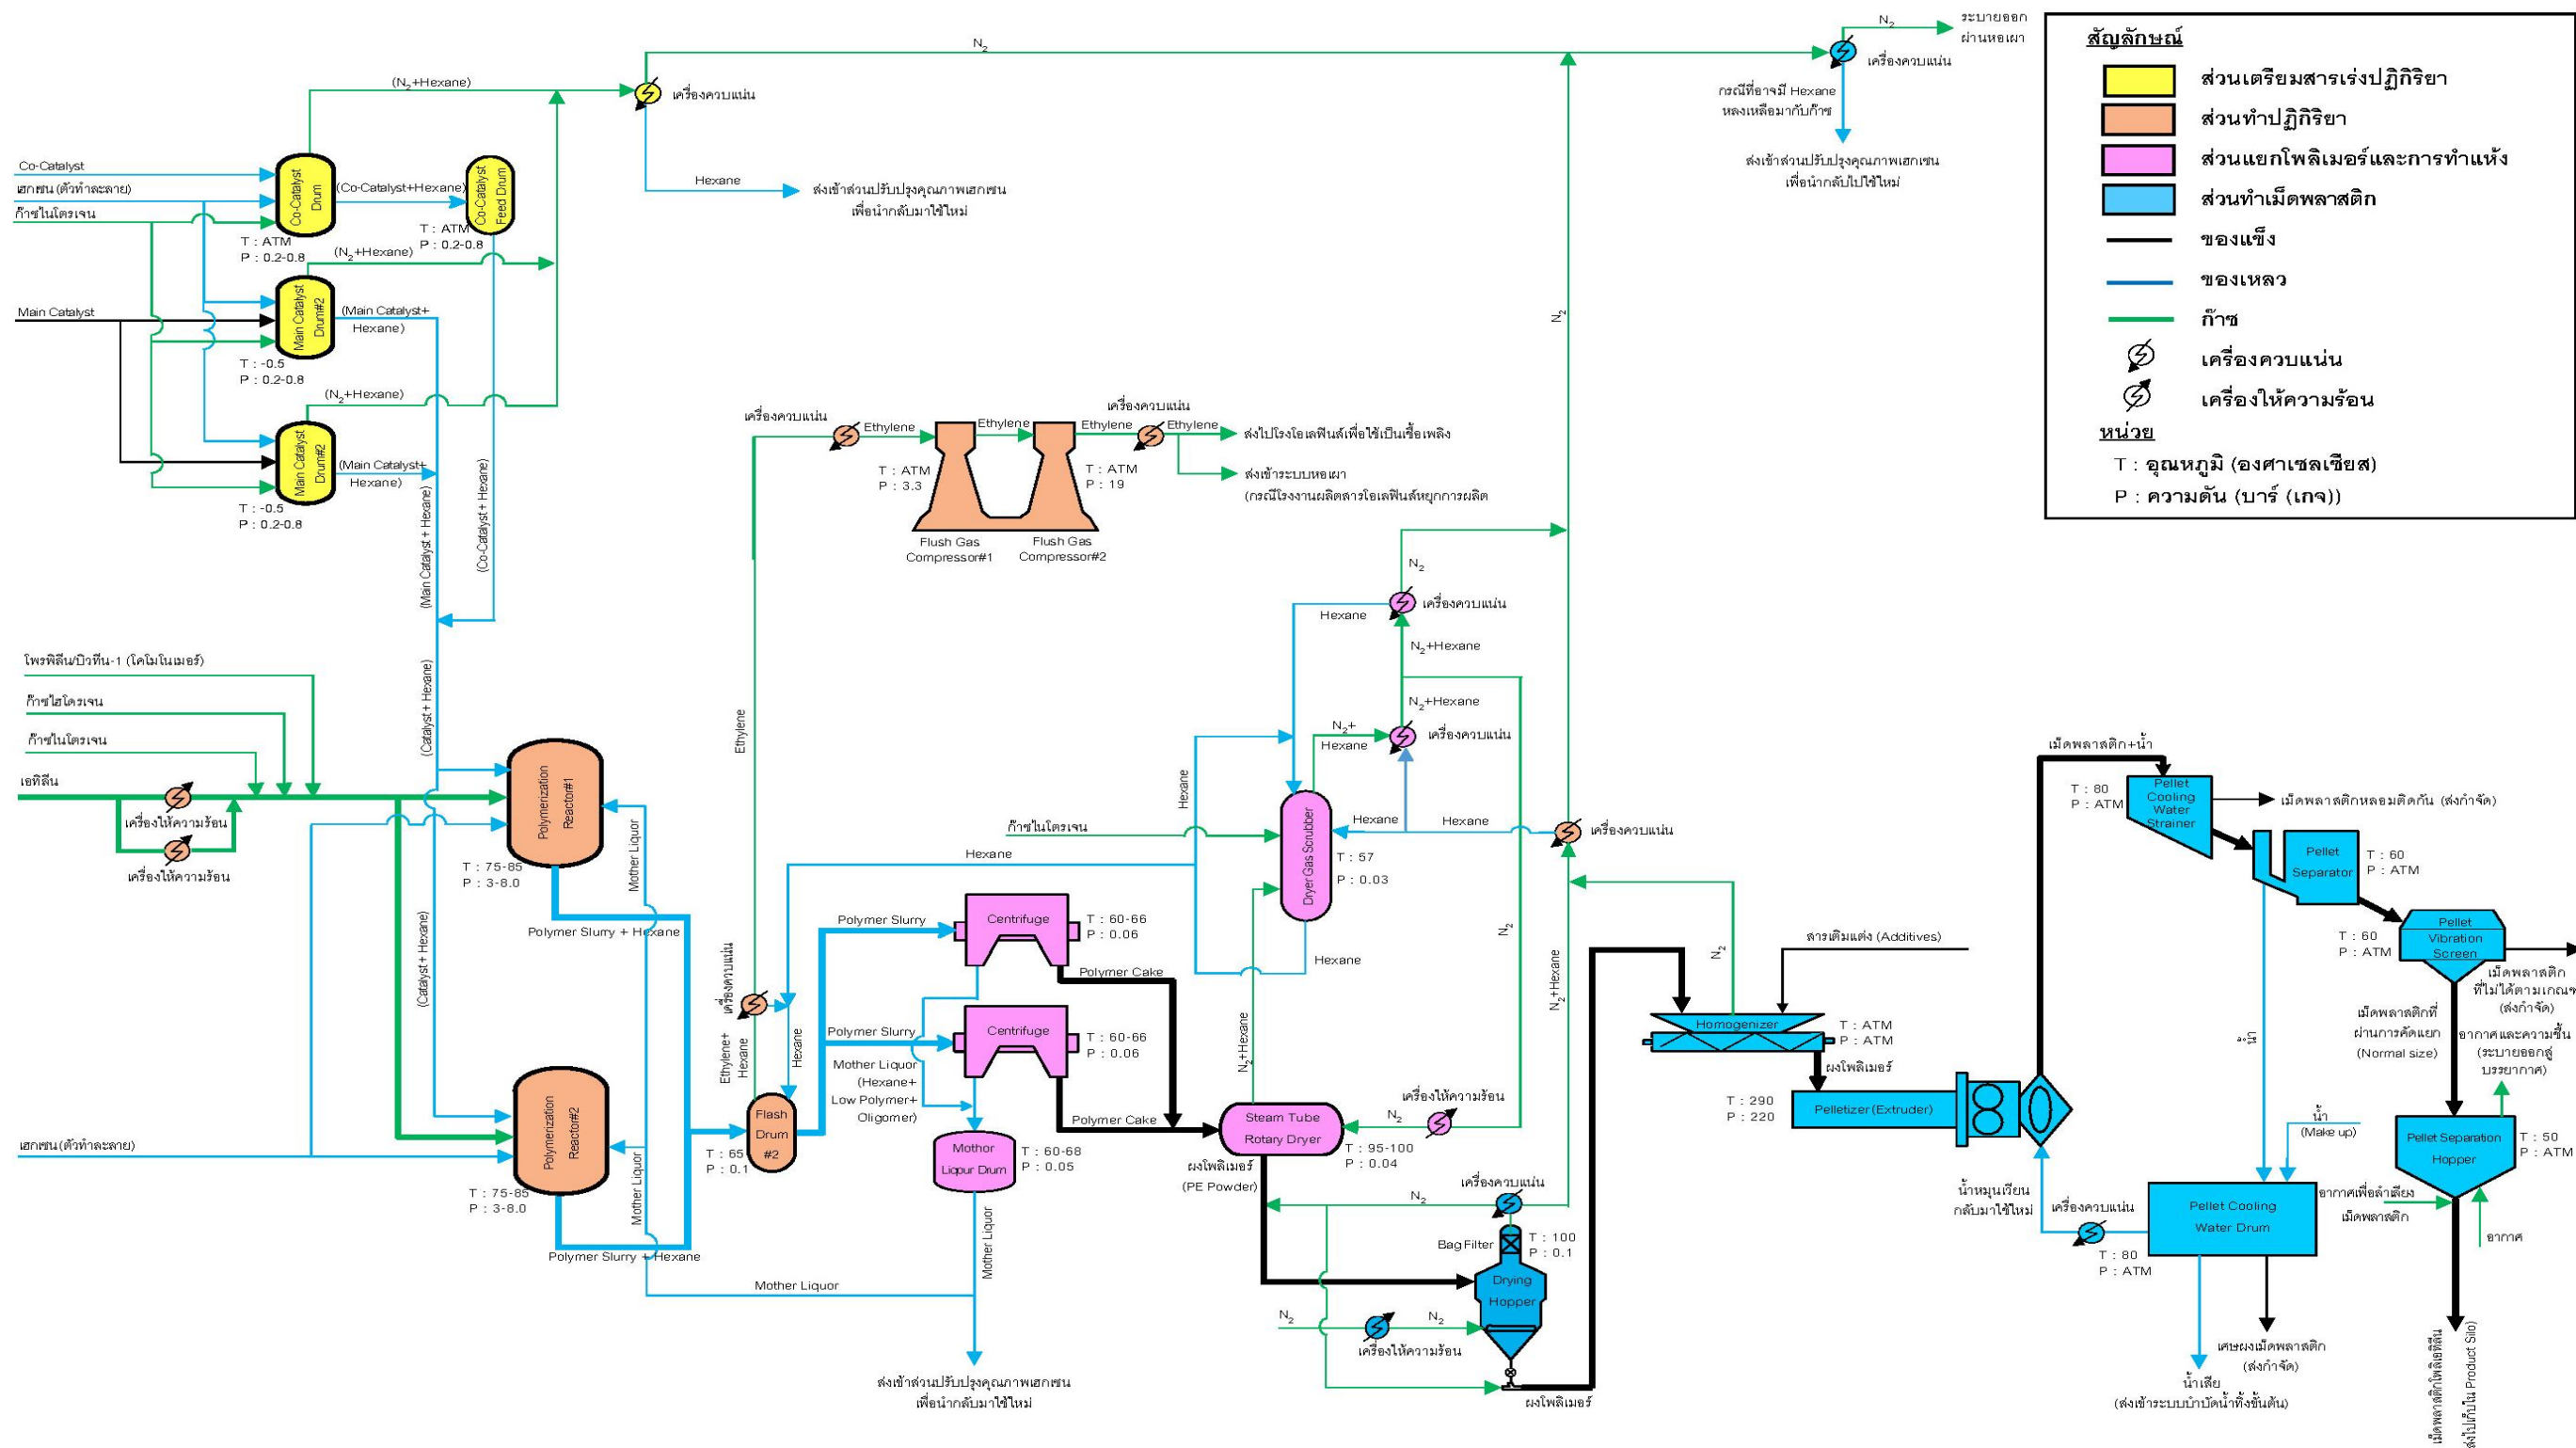 N2
ระบายออก
ผ่านหอเผา
N2
เครื่องควบแน่น
(N2+Hexane)
เครื่องควบแน่น
กรณีที่อาจมี Hexane
หลงเหลือมากับก๊าซ
Hexane
ส่งเข้าส่วนปรับปรุงคุณภาพเฮกเซน
เพื่อนำกลับมาใช้ใหม่
ส่งเข้าส่วนปรับปรุงคุณภาพเฮกเซน
เพื่อนำกลับไปใช้ใหม่
สัญลักษณ์
ส่วนเตรียมสารเร่งปฏิกิริยา
ส่วนทำปฏิกิริยา
ส่วนแยกโพลิเมอร์และการทำแห้ง
ส่วนทำเม็ดพลาสติก
ของแข็ง
ของเหลว
ก๊าซ
เครื่องควบแน่น
เครื่องให้ความร้อน
หน่วย
T : อุณหภูมิ (องศาเซลเซียส)
P : ความดัน (บาร์ (เกจ))
Co-Catalyst
เฮกเซน (ตัวทำละลาย)
ก๊าซไนโตรเจน
Co-Catalyst
Drum
(Co-Catalyst+Hexane)
Co-Catalyst
Feed Drum
T : ATM
P : 0.2-0.8
T : ATM
P : 0.2-0.8
(N2+Hexane)
Main Catalyst
Main Catalyst
Drum#2
(Main Catalyst+
Hexane)
T : -0.5
P : 0.2-0.8
(N2+Hexane)
Main Catalyst
Drum#2
(Main Catalyst+
Hexane)
T : -0.5
P : 0.2-0.8
(Main Catalyst + Hexane)
(Co-Catalyst + Hexane)
(Catalyst+ Hexane)
(Catalyst+ Hexane)
เครื่องควบแน่น
Ethylene
Ethylene
เครื่องควบแน่น
Ethylene
Ethylene
ส่งไปโรงโอเลฟินส์เพื่อใช้เป็นเชื้อเพลิง
ส่งเข้าระบบหอเผา
(กรณีโรงงานผลิตสารโอเลฟินส์หยุกการผลิต
T : ATM
P : 3.3
T : ATM
P : 19
Flush Gas
Compressor#1
Flush Gas
Compressor#2
Ethylene
N2
N2
เครื่องควบแน่น
Hexane
N2+Hexane
N2+Hexane
N2+
Hexane
เครื่องควบแน่น
โพรพิลีน/บิวทีน-1 (โคโมโนเมอร์)
ก๊าซไฮโดรเจน
ก๊าซไนโตรเจน
เอทิลีน
เครื่องให้ความร้อน
เครื่องให้ความร้อน
Polymerization
Reactor#1
T : 75-85
P : 3-8.0
Mother Liquor
Polymer Slurry + Hexane
เฮกเซน(ตัวทำละลาย)
Polymerization
Reactor#2
T : 75-85
P : 3-8.0
Mother Liquor
Polymer Slurry + Hexane
เครื่องควบแน่น
Ethylene+
Hexane
Hexane
Flash
Drum
#2
T : 65
P : 0.1
Hexane
Hexane
ก๊าซไนโตรเจน
Dryer Gas Scrubber
Hexane
Hexane
เครื่องควบแน่น
T : 57
P : 0.03
Hexane
Polymer Slurry
Centrifuge
T : 60-66
P : 0.06
Polymer Cake
Polymer Slurry
Centrifuge
T : 60-66
P : 0.06
Mother Liquor
(Hexane+
Low Polymer+
Oligomer)
Polymer Cake
Mothor
Liqpur Drum
T : 60-68
P : 0.05
Mother Liquor
Mother Liquor
ส่งเข้าส่วนปรับปรุงคุณภาพเฮกเซน
เพื่อนำกลับมาใช้ใหม่
N2+Hexane
N2
N2+Hexane
Steam Tube
Rotary Dryer
T : 95-100
P : 0.04
N2
เครื่องให้ความร้อน
ผงโพลิเมอร์
(PE Powder)
N2
เครื่องควบแน่น
Bag Filter
T : 100
P : 0.1
Drying
Hopper
N2
N2
เครื่องให้ความร้อน
ผงโพลิเมอร์
N2
สารเติมแต่ง (Additives)
Homogenizer
T : ATM
P : ATM
ผงโพลิเมอร์
T : 290
P : 220
Pelletizer(Extruder)
เม็ดพลาสติก+น้ำ
T : 80
P : ATM
Pellet
Cooling
Water
Strainer
เม็ดพลาสติกหลอมติดกัน (ส่งกำจัด)
Pellet
Separator
T : 60
P : ATM
Pellet
Vibration
Screen
T : 60
P : ATM
เม็ดพลาสติก
ที่ไม่ได้ตามเกณฑ
(ส่งกำจัด)
เม็ดพลาสติกที่
ผ่านการคัดแยก
(Normal size)
อากาศและความชื้น
(ระบายออกสู่
บรรยากาศ)
น้ำ
น้ำ
(Make up)
Pellet Separation
Hopper
T : 50
P : ATM
น้ำหมุนเวียน
กลับมาใช้ใหม่
เครื่องควบแน่น
T : 80
P : ATM
Pellet Cooling
Water Drum
อากาศเพื่อลำเลียง
เม็ดพลาสติก
อากาศ
เศษผงเม็ดพลาสติก
(ส่งกำจัด)
น้ำเสีย
(ส่งเข้าระบบบำบัดน้ำทิ้งขั้นต้น)
เม็ดพลาสติกโพลิเอทิลีน
ส่งไปเก็บใน Product Silo)